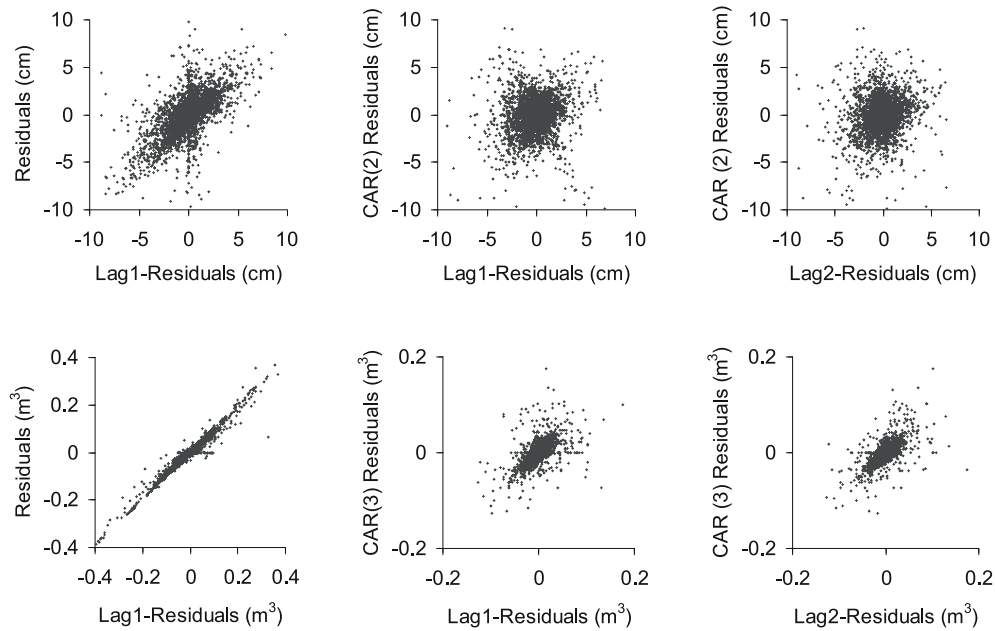 10
5
0
-5
-10
-10 -5 0 5 10
Residuals (cm)
Lag1-Residuals (cm)
10
5
0
-5
-10
-10 -5 0 5 10
CAR(2) Residuals (cm)
Lag1-Residuals (cm)
10
5
0
-5
-10
-10 -5 0 5 10
CAR (2) Residuals (cm)
Lag2-Residuals (cm)
0.4
0.2
0
-0.2
-0.4
-0.4 -0.2 0 0.2 0.4
Residuals (m³)
Lag1-Residuals (m³)
0.2
0
-0.2
-0.2 0 0.2
CAR(3) Residuals (m³)
Lag1-Residuals (m³)
0.2
0
-0.2
-0.2 0 0.2
CAR (3) Residuals (m³)
Lag2-Residuals (m³)